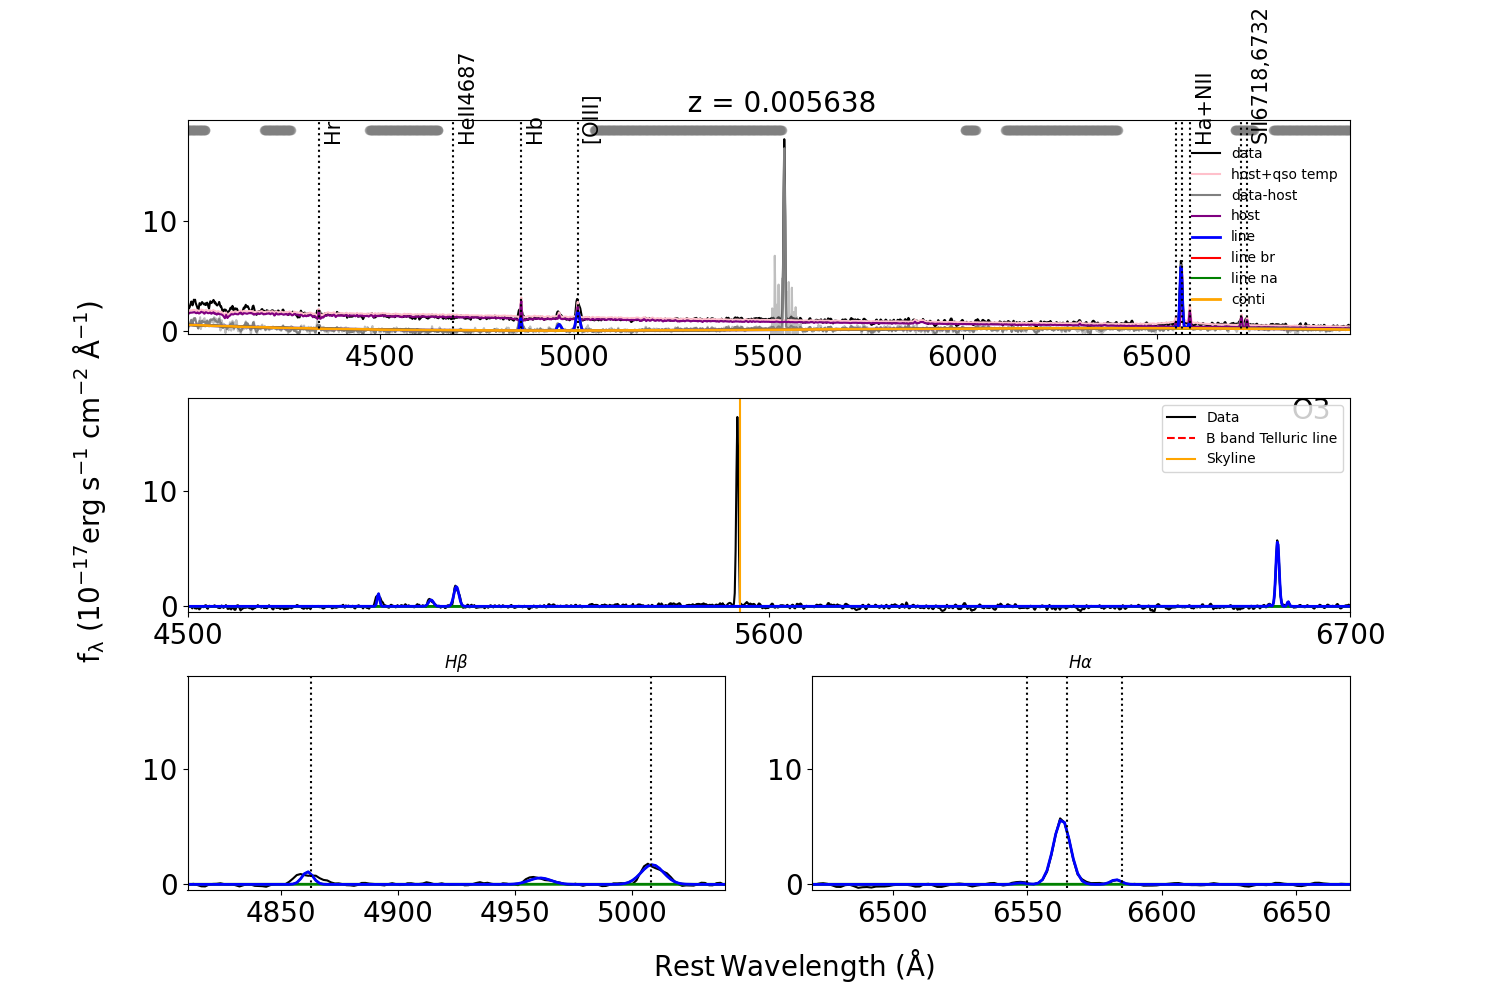 z = 0.005638
Hr
HeII4687
Hb
[OIII]
Ha+NII
SII6718,6732
data
host+qso temp
data-host
host
line
line br
line na
conti
10
0
4500
5000
5500
6000
6500
fλ (10⁻¹⁷erg s⁻¹ cm⁻² Å⁻¹)
O3
Data
B band Telluric line
Skyline
10
0
4500
5600
6700
Hβ
10
0
4850
4900
4950
5000
Hα
10
0
6500
6550
6600
6650
Rest Wavelength (Å)